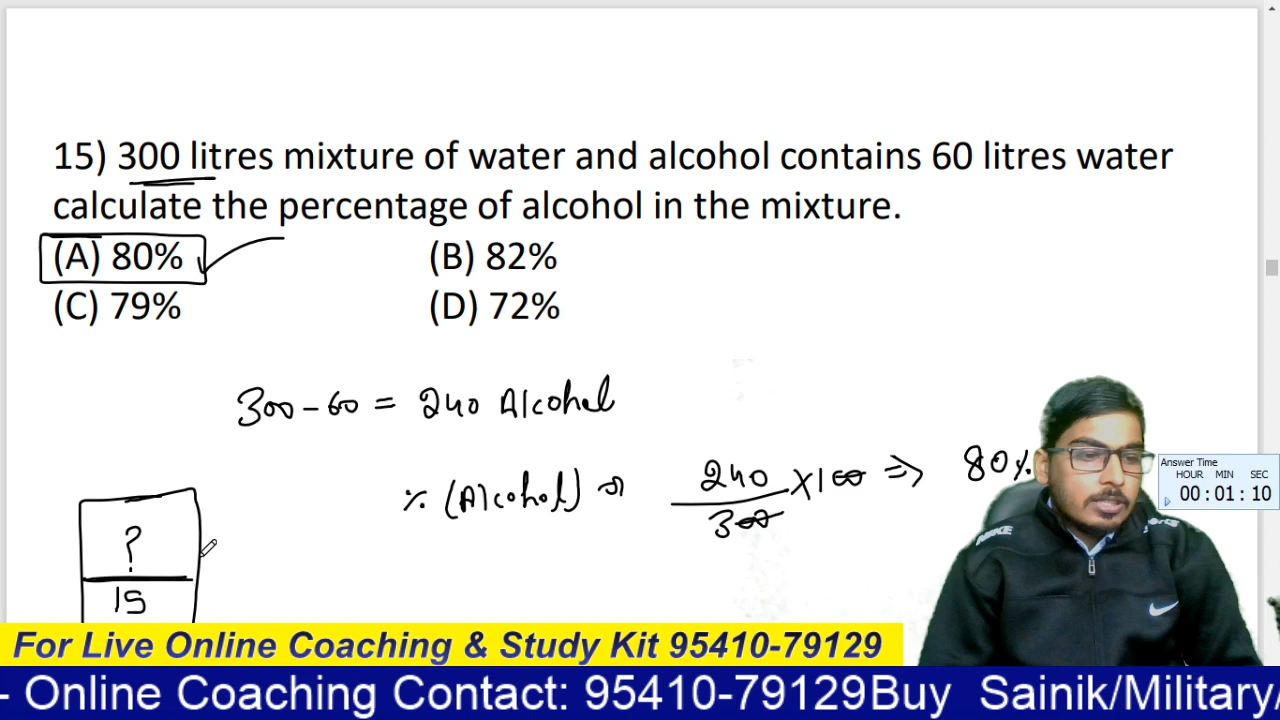 15) 300 litres mixture of water and alcohol contains 60 litres water
calculate the percentage of alcohol in the mixture.
(A) 80% (B) 82%
(C) 79% (D) 72%
300 - 60 = 240 Alcohol
% (Alcohol) ⇒ 240/300 × 100 ⇒ 80%
?
15
Answer Time
HOUR MIN SEC
00:01:10
NIKE
For Live Online Coaching & Study Kit 95410-79129
- Online Coaching Contact: 95410-79129Buy Sainik/Military/